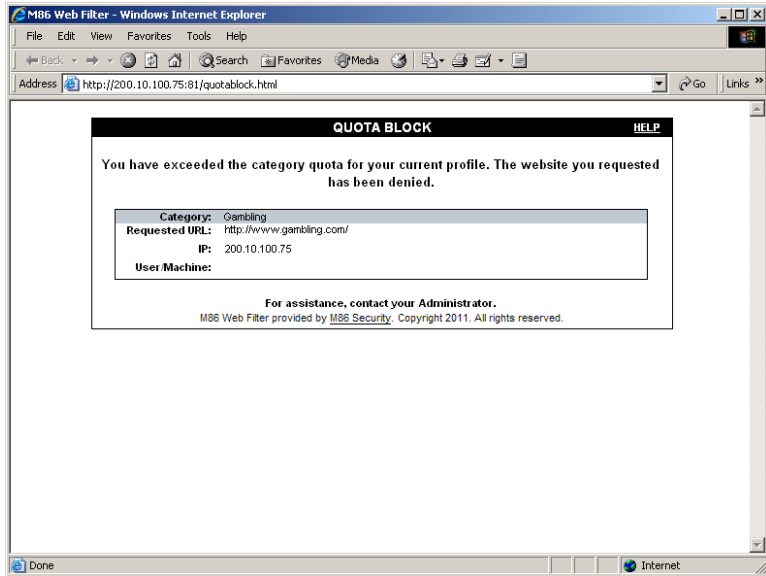 M86 Web Filter - Windows Internet Explorer
File Edit View Favorites Tools Help
Back Search Favorites Media
Address http://200.10.100.75:81/quotablock.html Go Links »
QUOTA BLOCK HELP
You have exceeded the category quota for your current profile. The website you requested
has been denied.
Category: Gambling
Requested URL: http://www.gambling.com/
IP: 200.10.100.75
User/Machine:
For assistance, contact your Administrator.
M86 Web Filter provided by M86 Security. Copyright 2011. All rights reserved.
Done Internet